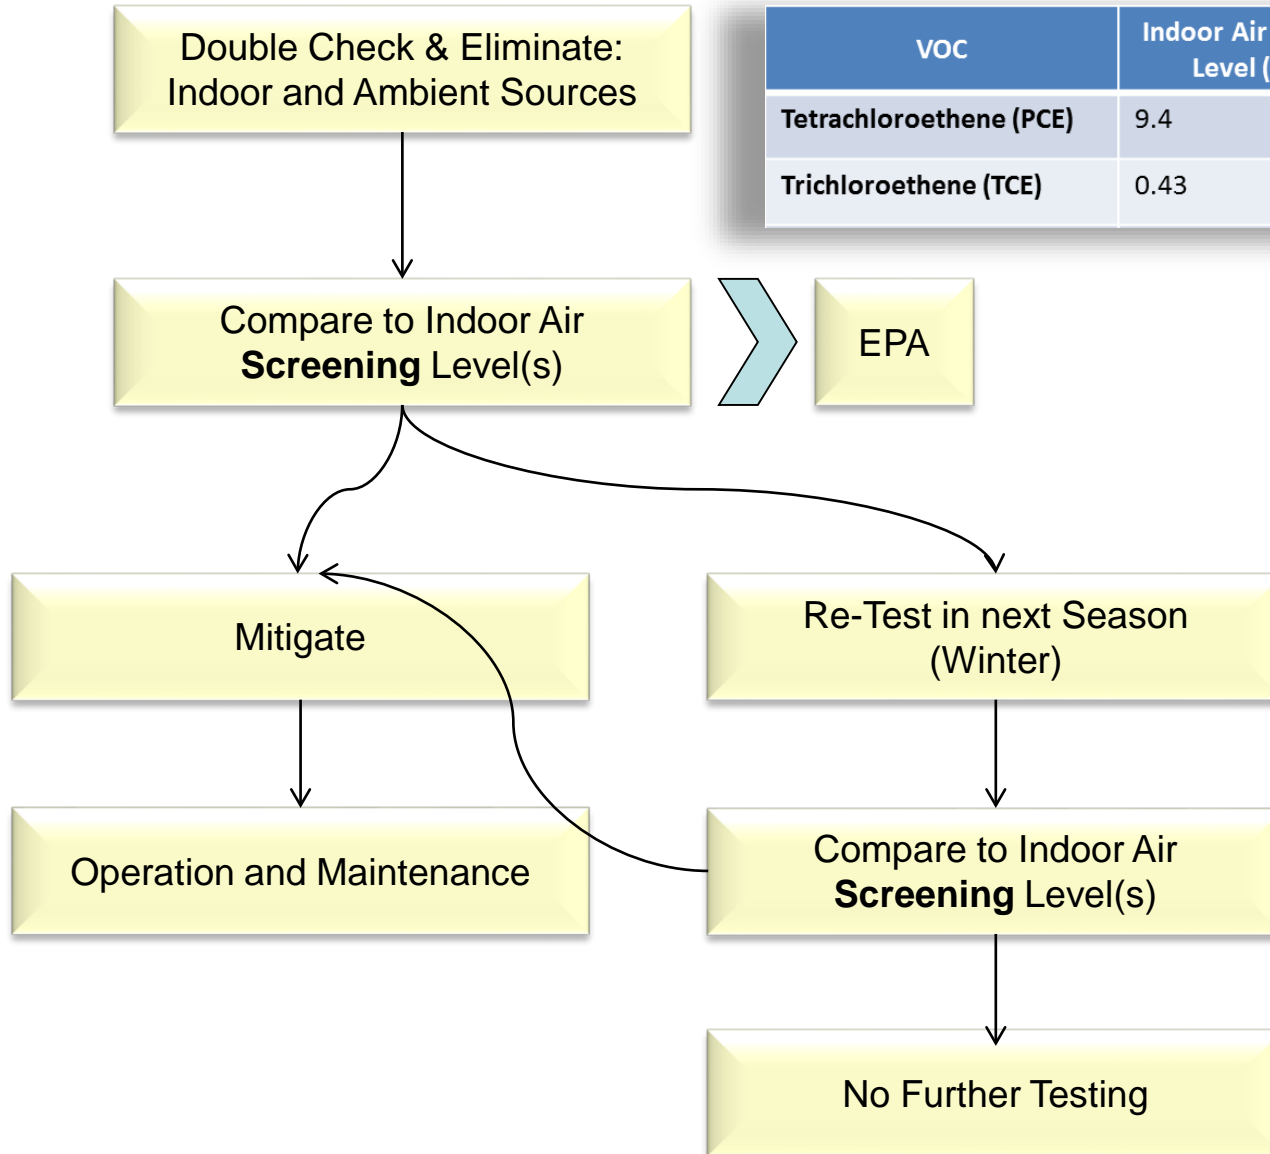 Double Check & Eliminate:
Indoor and Ambient Sources
VOC
Indoor Air
Level (
Tetrachloroethene (PCE)
9.4
Trichloroethene (TCE)
0.43
Compare to Indoor Air
Screening Level(s)
EPA
Mitigate
Re-Test in next Season
(Winter)
Operation and Maintenance
Compare to Indoor Air
Screening Level(s)
No Further Testing